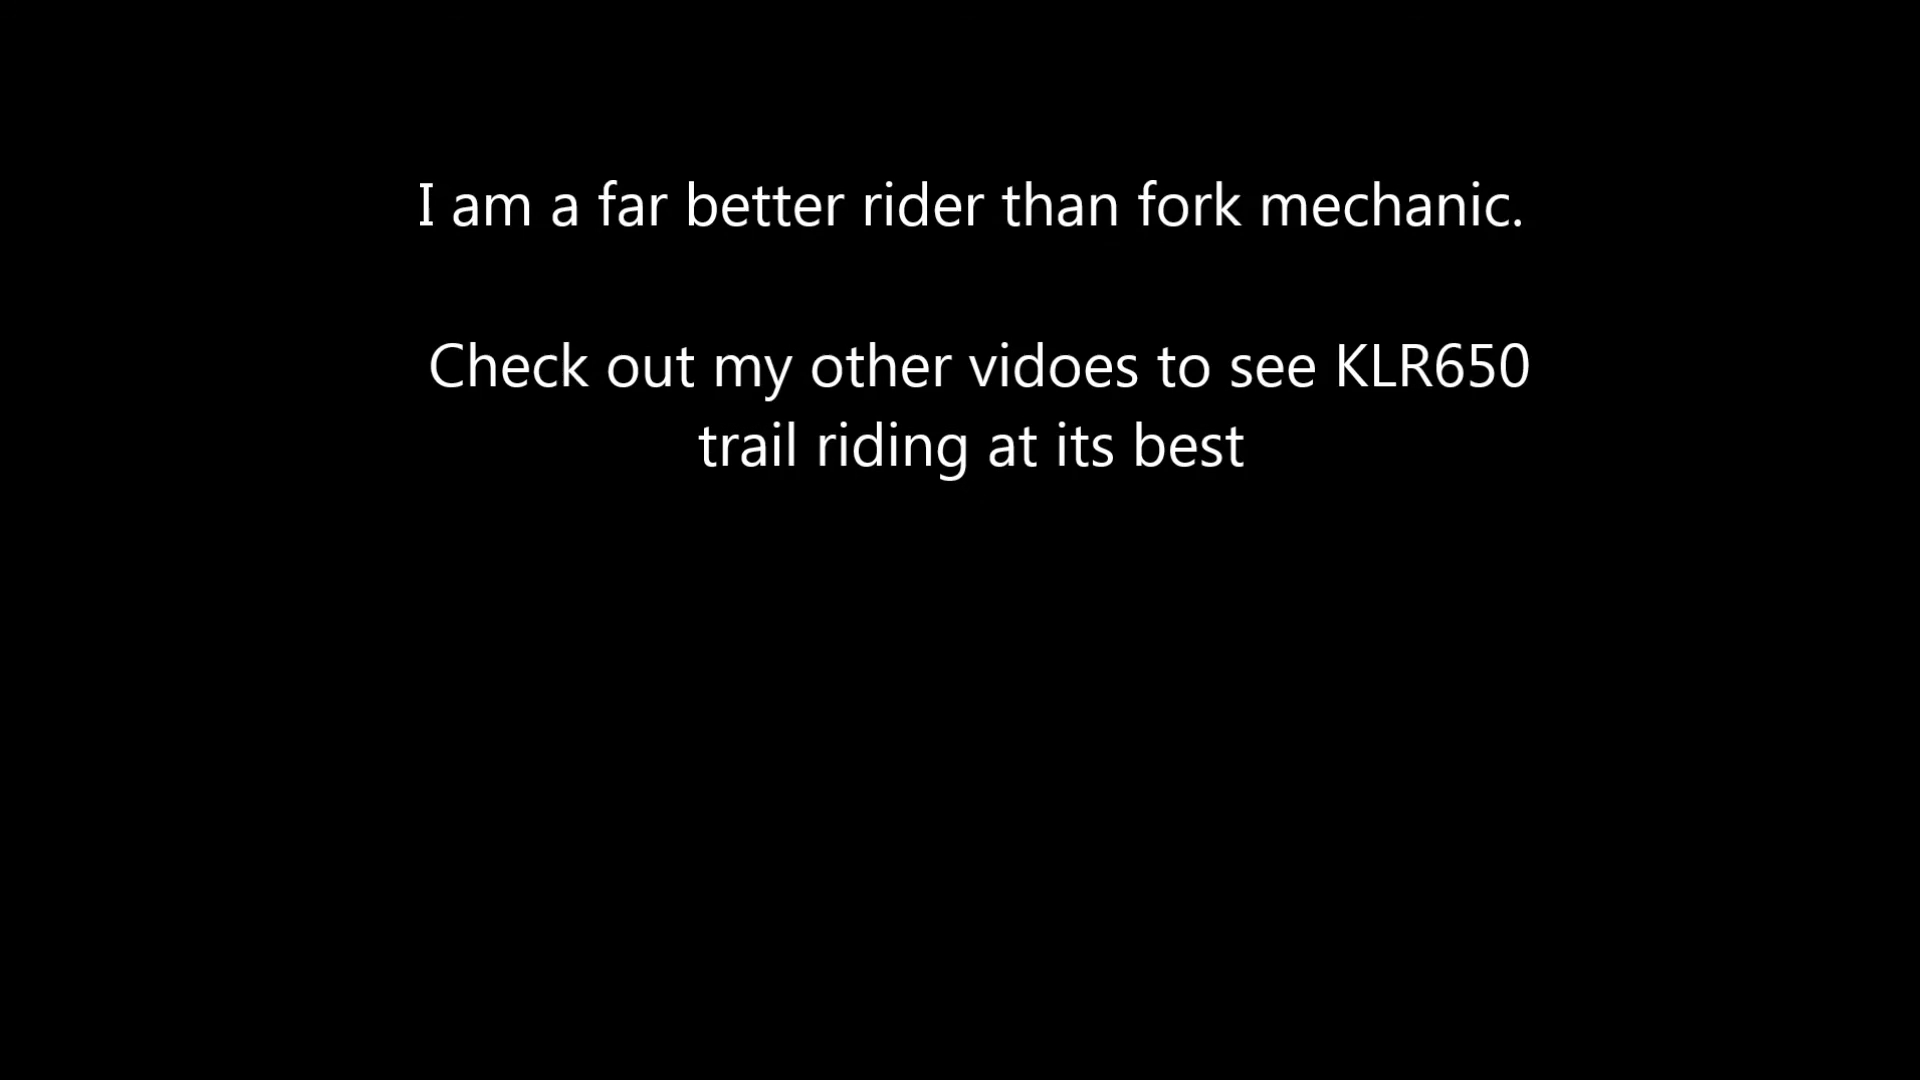 I am a far better rider than fork mechanic.
Check out my other vidoes to see KLR650
trail riding at its best